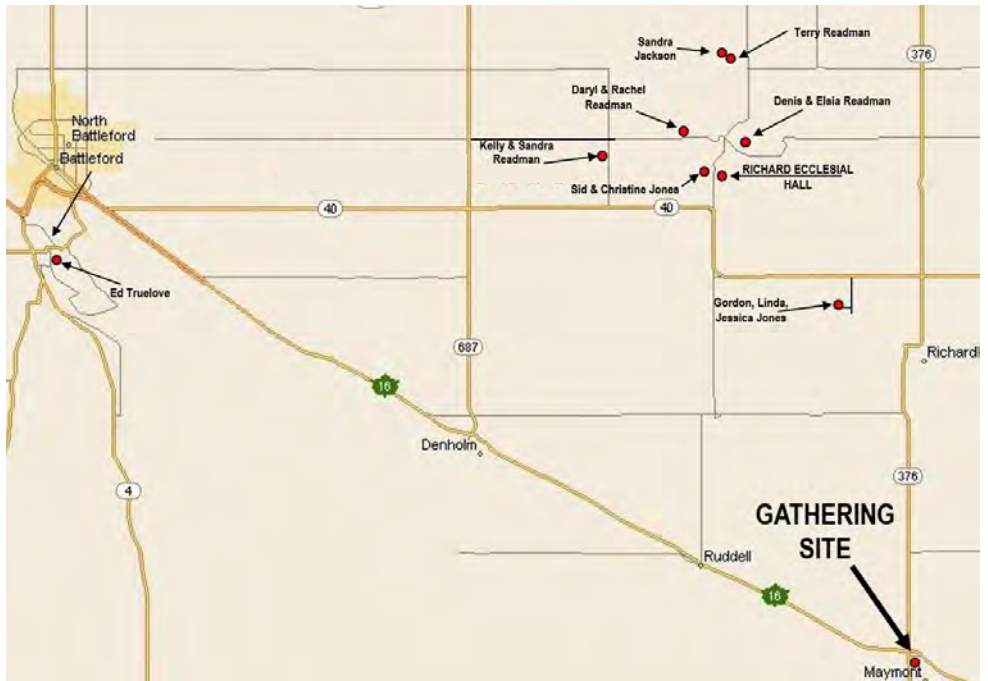 Sandra
Jackson
Terry Readman
376
Daryl & Rachel
Readman
Denis & Elsia Readman
North
Battleford
Battleford
Kelly & Sandra
Readman
Sid & Christine Jones
RICHARD ECCLESIAL
HALL
40
40
Ed Truelove
Gordon, Linda,
Jessica Jones
687
Richardl
16
Denholm
4
376
GATHERING
SITE
Ruddell
16
Maymont